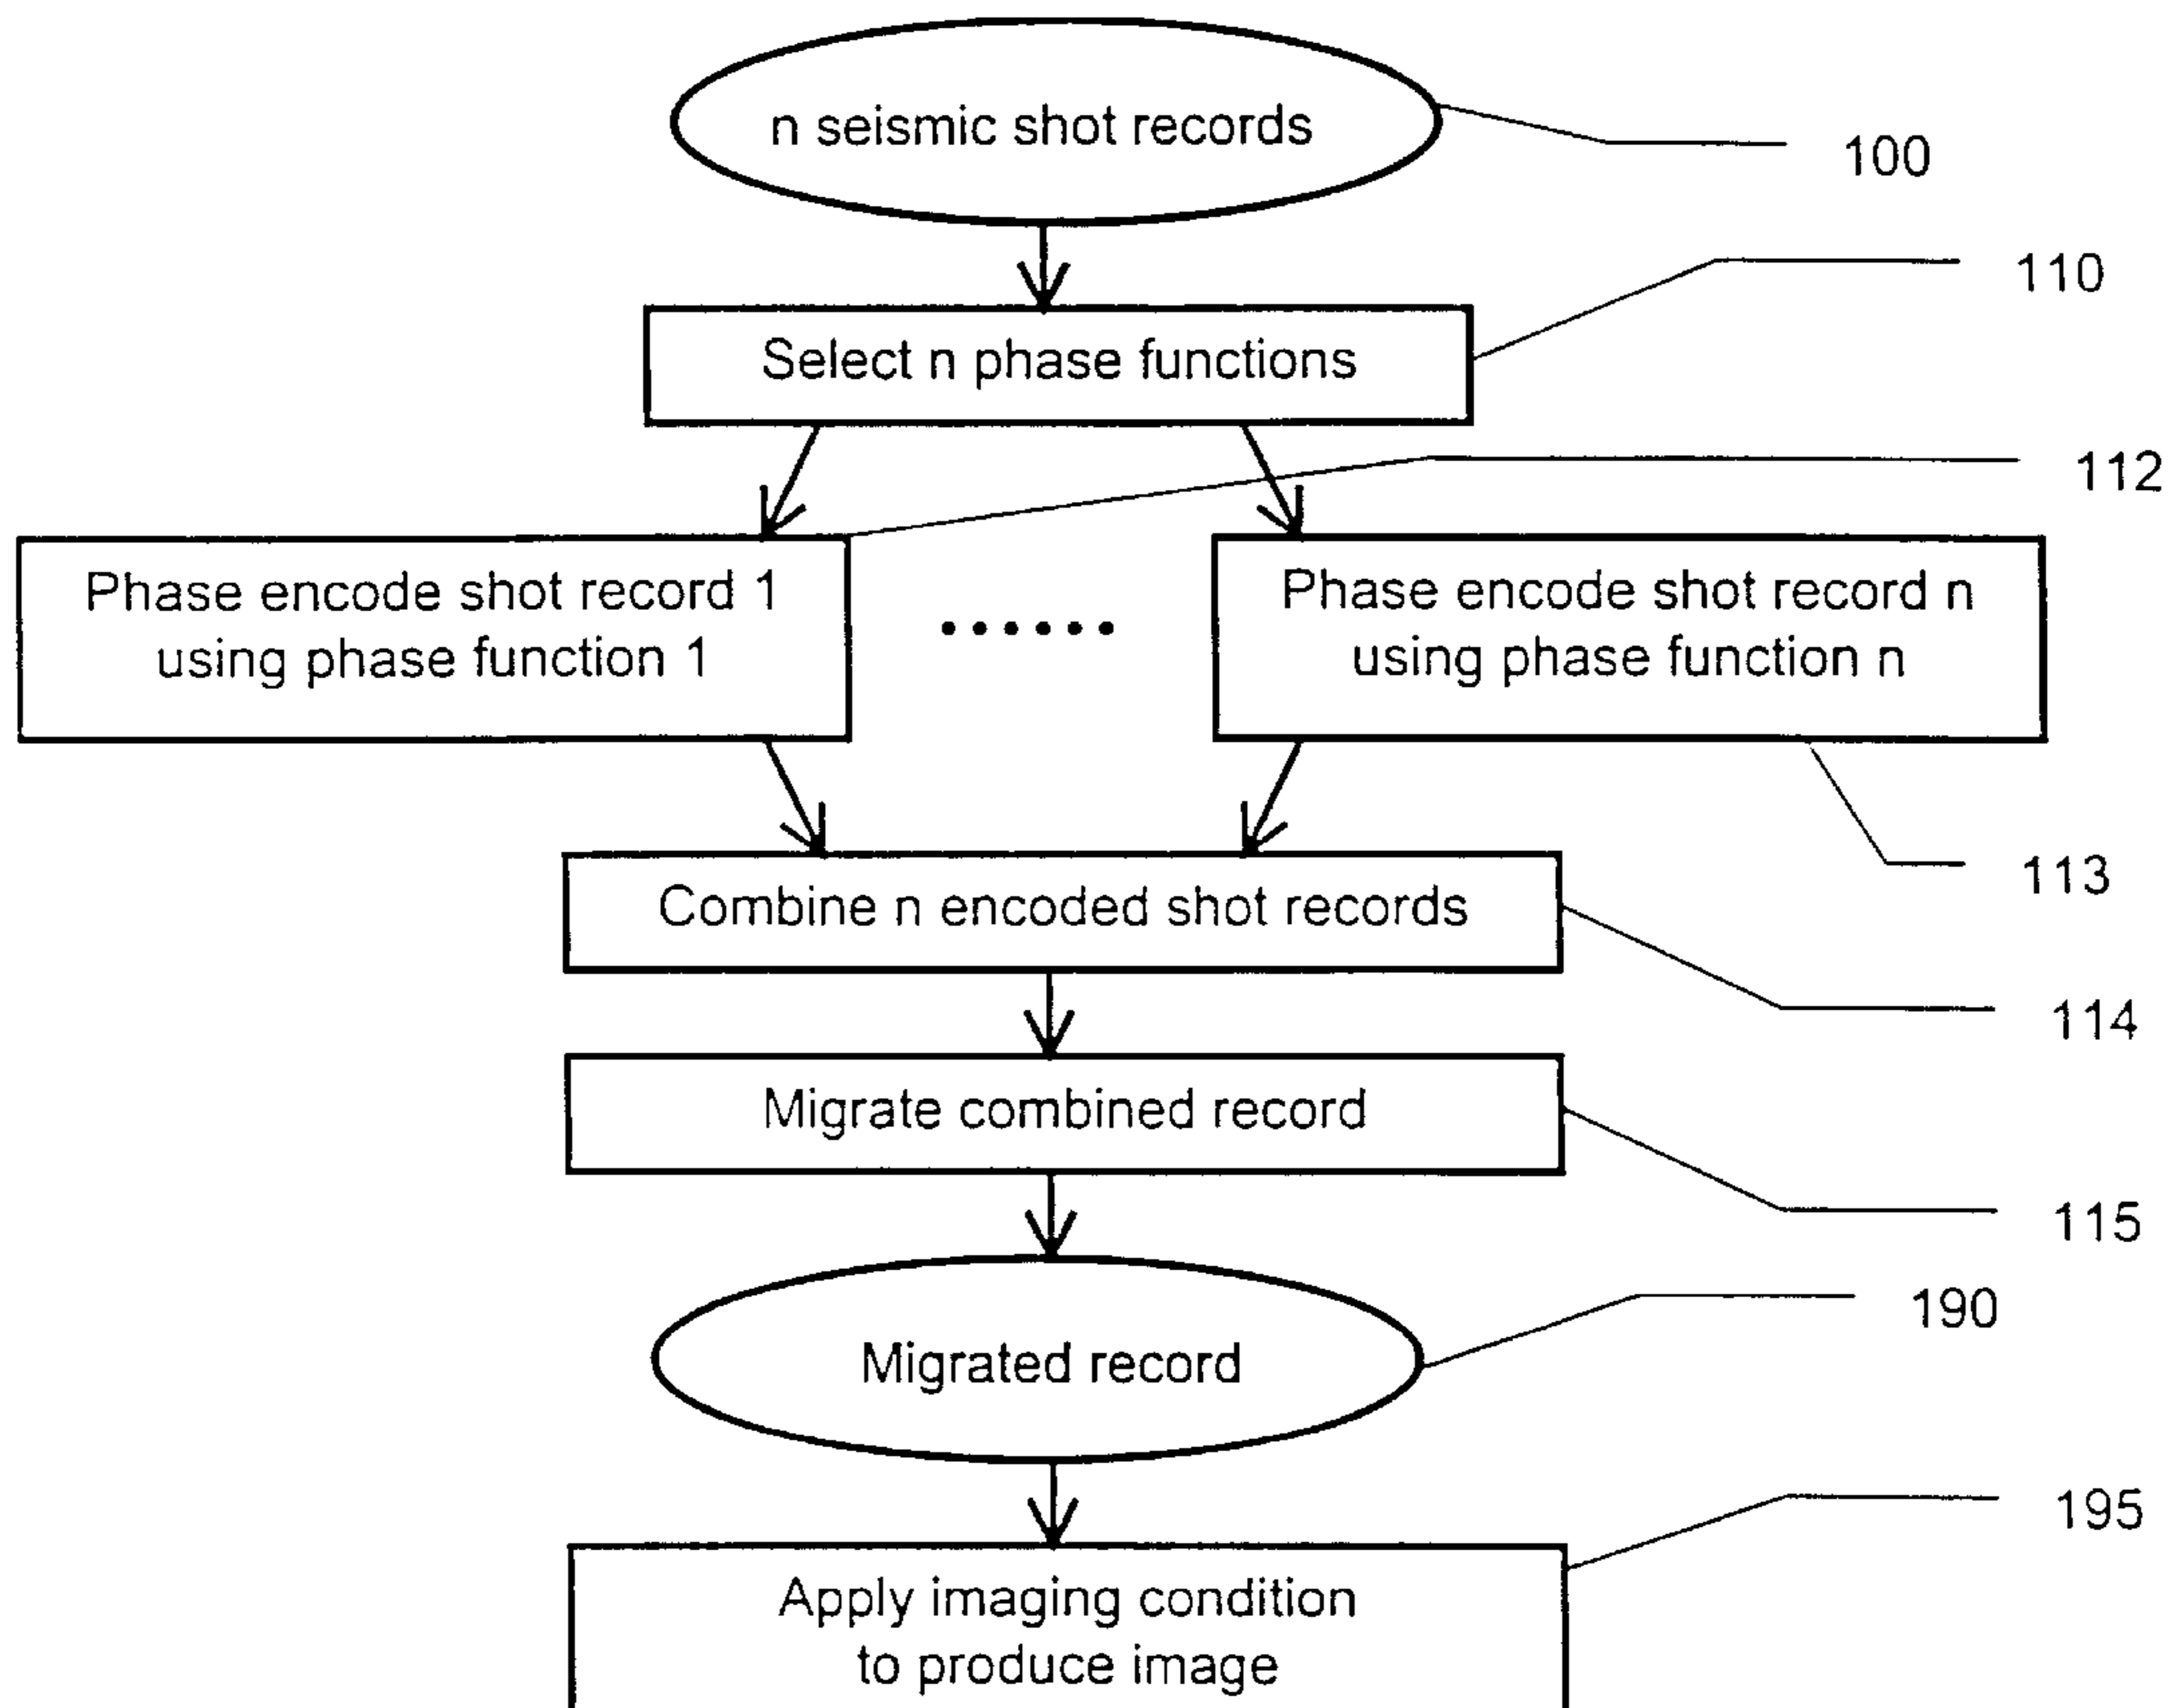 n seismic shot records
100
110
Select n phase functions
112
Phase encode shot record 1
using phase function 1
Phase encode shot record n
using phase function n
113
Combine n encoded shot records
114
Migrate combined record
115
190
Migrated record
195
Apply imaging condition
to produce image